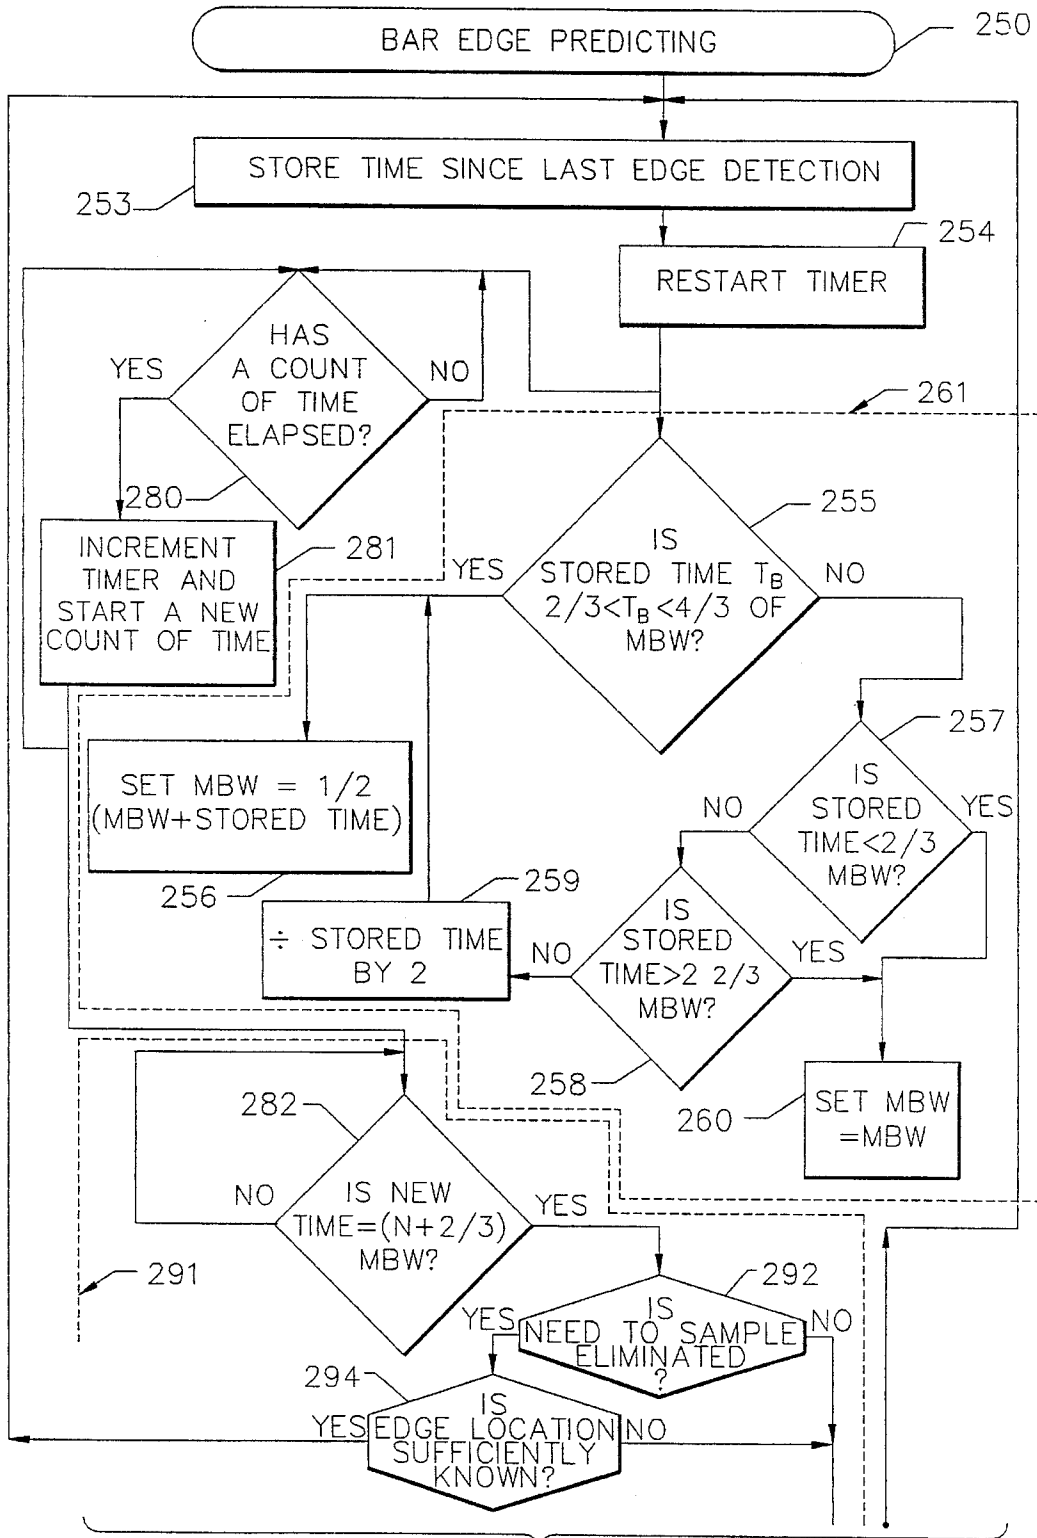 BAR EDGE PREDICTING
250
STORE TIME SINCE LAST EDGE DETECTION
253
254
RESTART TIMER
HAS
A COUNT
OF TIME
ELAPSED?
YES
NO
280
261
INCREMENT
TIMER AND
START A NEW
COUNT OF TIME
281
255
IS
STORED TIME T_B
2/3<T_B<4/3 OF
MBW?
YES
NO
SET MBW = 1/2
(MBW+STORED TIME)
256
257
IS
STORED
TIME<2/3
MBW?
NO
YES
259
÷ STORED TIME
BY 2
IS
STORED
TIME>2 2/3
MBW?
NO
YES
258
260
SET MBW
=MBW
282
IS NEW
TIME=(N+2/3)
MBW?
NO
YES
291
292
IS
NEED TO SAMPLE
ELIMINATED
?
YES
NO
294
IS
EDGE LOCATION
SUFFICIENTLY
KNOWN?
YES
NO